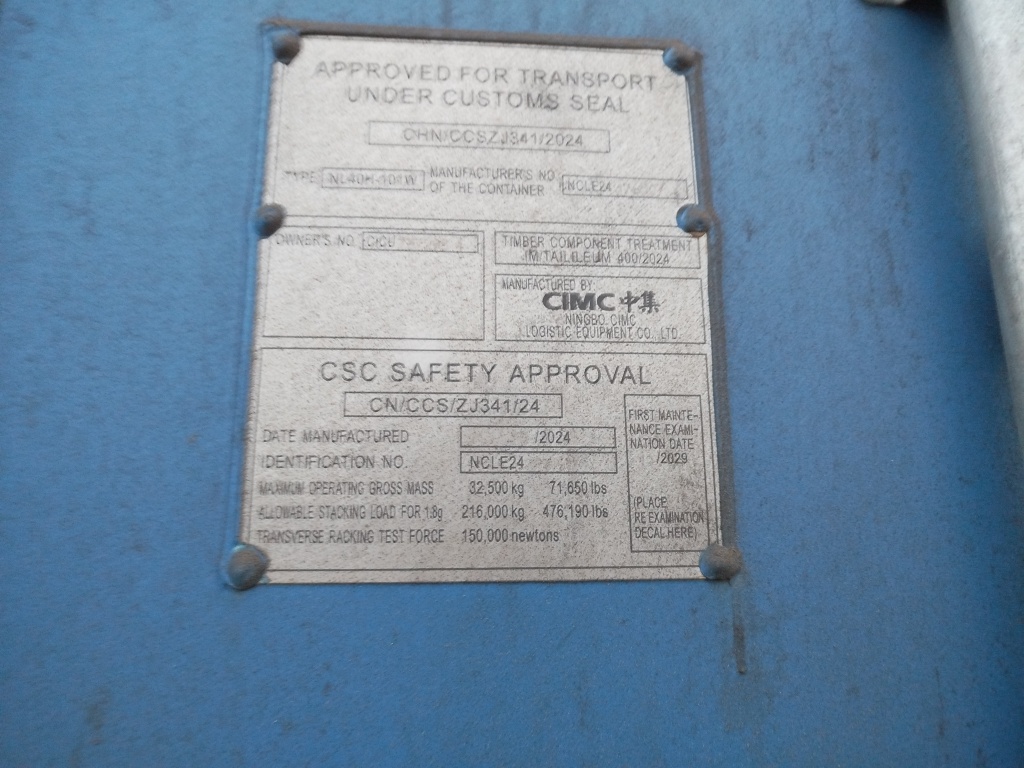 APPROVED FOR TRANSPORT
UNDER CUSTOMS SEAL
CHN/CCSZJ341/2024
TYPE
MANUFACTURER'S NO.
OF THE CONTAINER
NCLE24
OWNER'S NO.
TIMBER COMPONENT TREATMENT
400/2024
MANUFACTURED BY:
CIMC 中集
NINGBO CIMC
LOGISTIC EQUIPMENT CO., LTD.
CSC SAFETY APPROVAL
CN/CCS/ZJ341/24
DATE MANUFACTURED /2024
IDENTIFICATION NO. NCLE24
MAXIMUM OPERATING GROSS MASS 32,500 kg 71,650 lbs
ALLOWABLE STACKING LOAD FOR 1.8g 216,000 kg 476,190 lbs
TRANSVERSE RACKING TEST FORCE 150,000 newtons
FIRST MAINTE-
NANCE EXAMI-
NATION DATE
/2029
(PLACE
RE EXAMINATION
DECAL HERE)